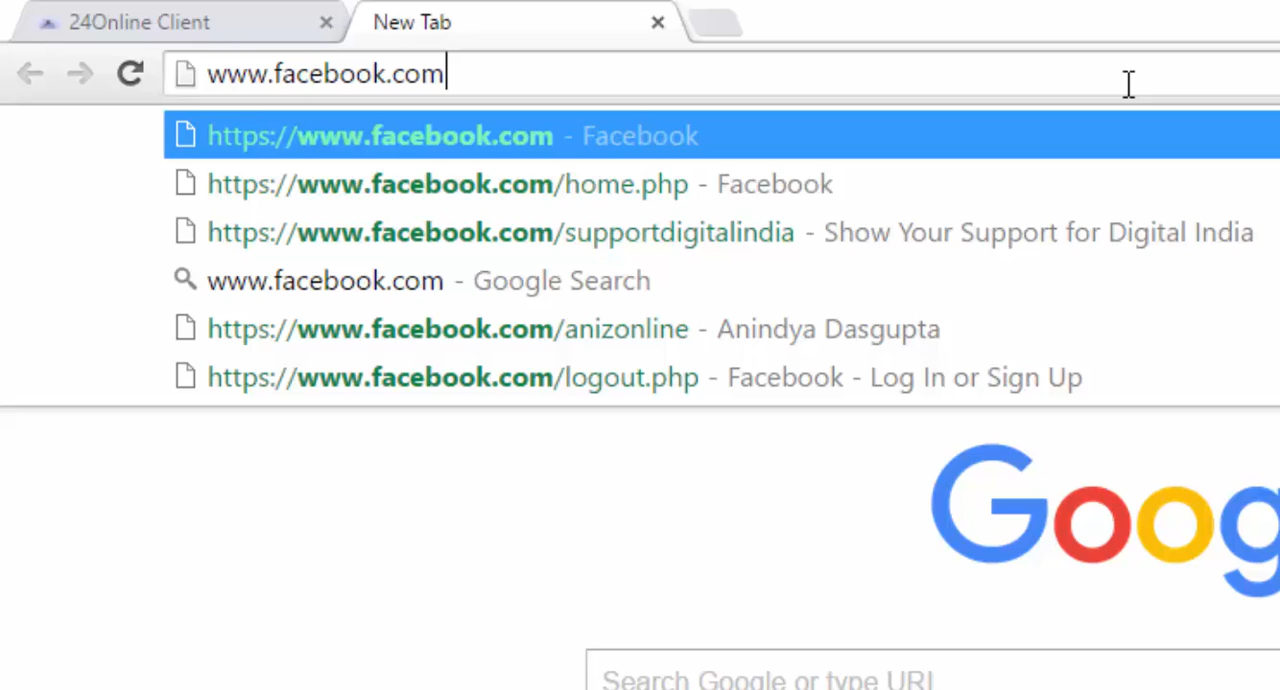 24Online Client
New Tab
www.facebook.com
https://www.facebook.com - Facebook
https://www.facebook.com/home.php - Facebook
https://www.facebook.com/supportdigitalindia - Show Your Support for Digital India
www.facebook.com - Google Search
https://www.facebook.com/anizonline - Anindya Dasgupta
https://www.facebook.com/logout.php - Facebook - Log In or Sign Up
Goog
Search Google or type URL